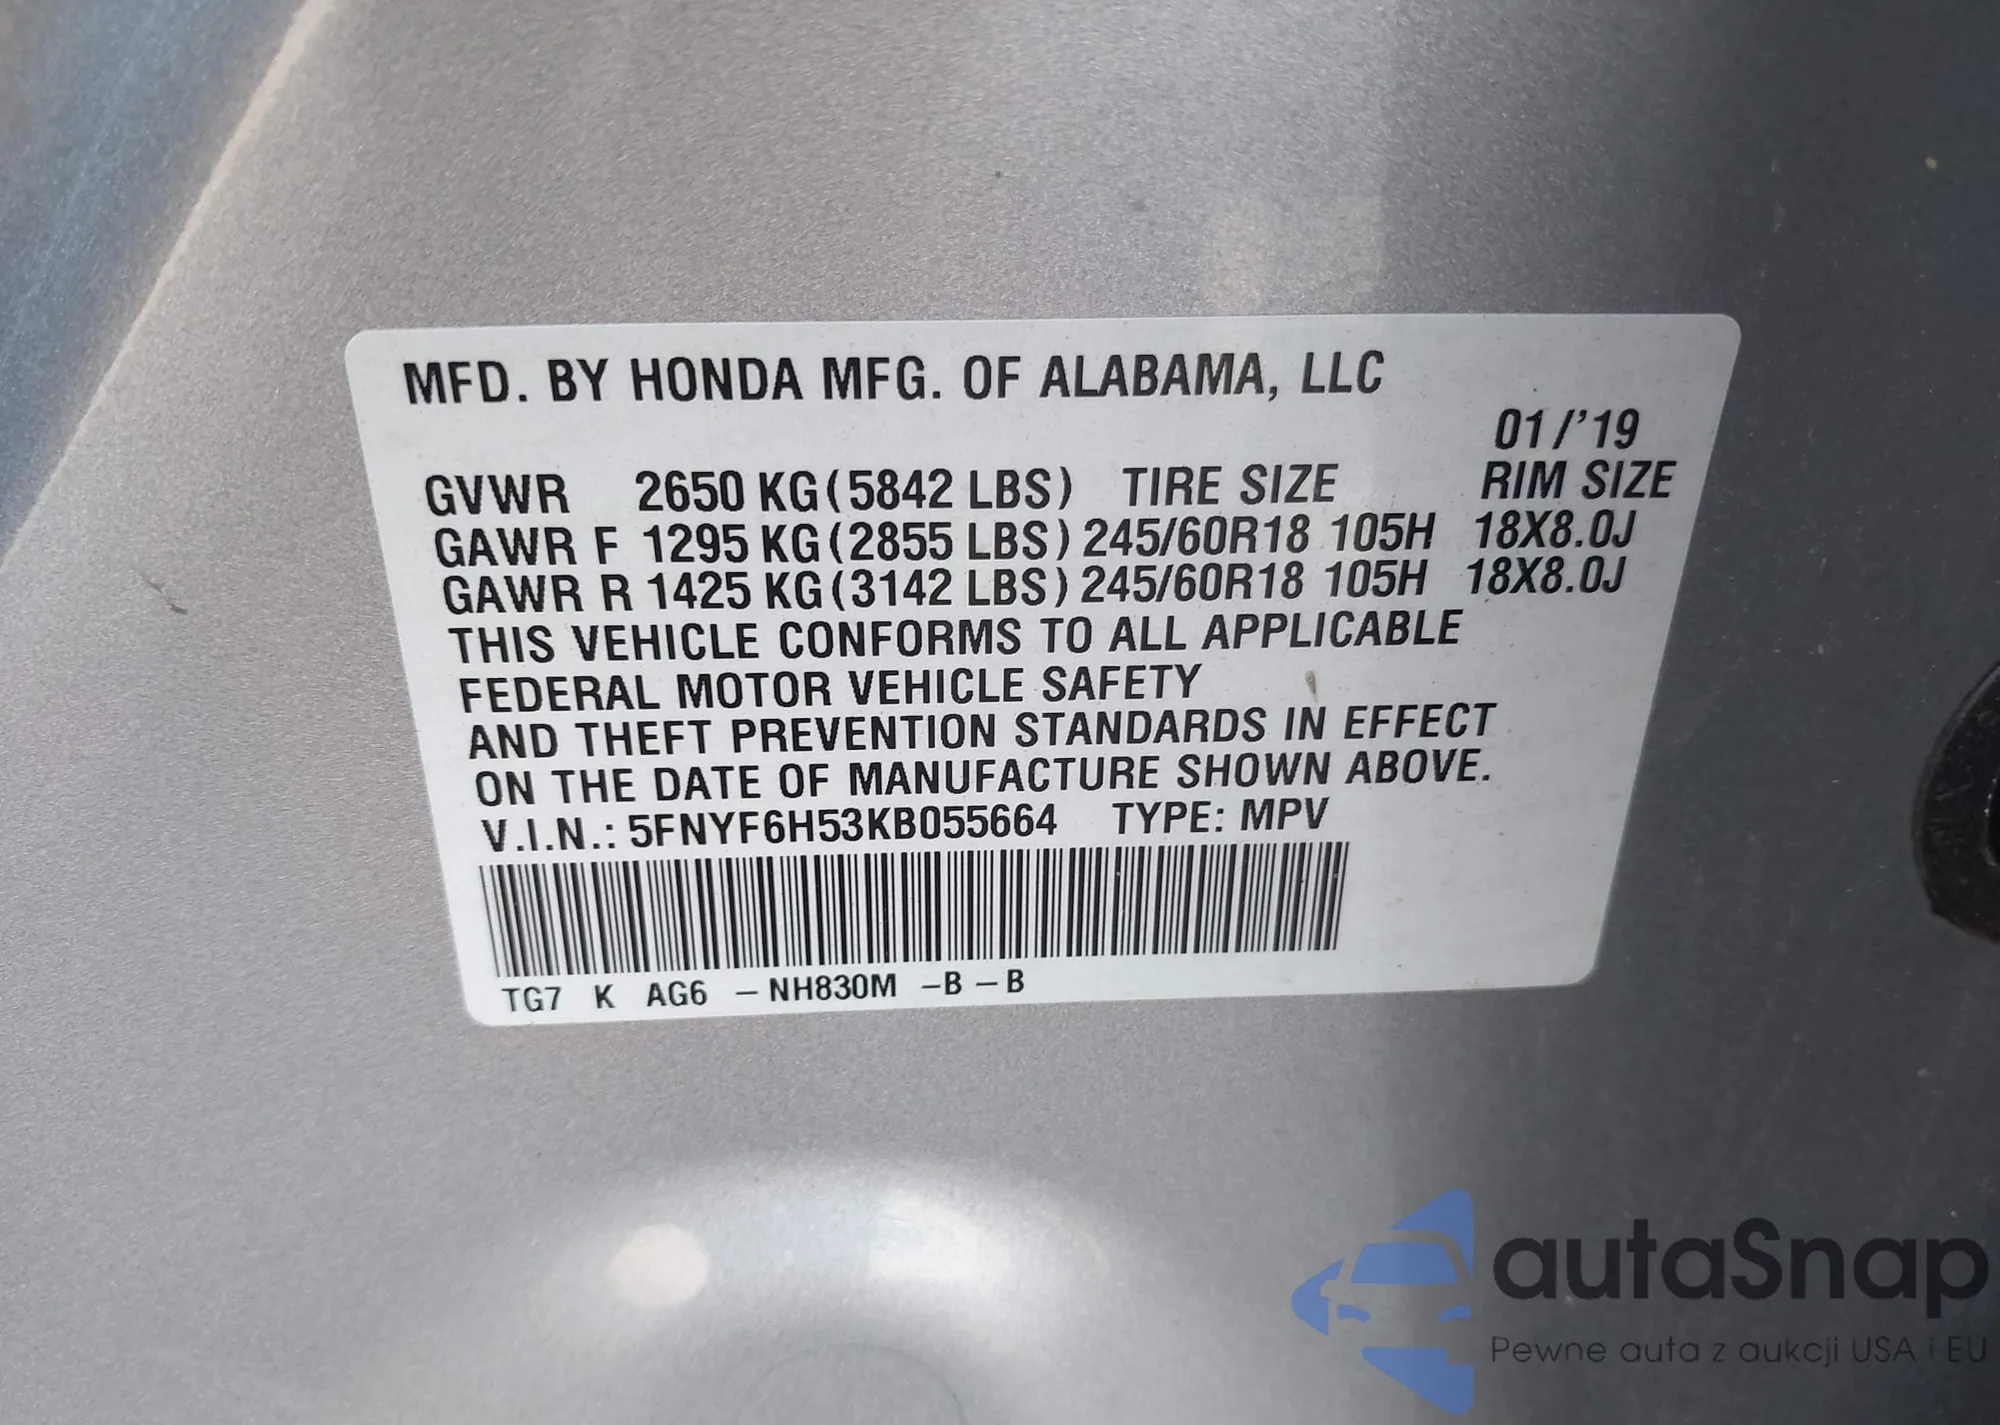 MFD. BY HONDA MFG. OF ALABAMA, LLC
01/'19
GVWR 2650 KG(5842 LBS) TIRE SIZE RIM SIZE
GAWR F 1295 KG(2855 LBS) 245/60R18 105H 18X8.0J
GAWR R 1425 KG(3142 LBS) 245/60R18 105H 18X8.0J
THIS VEHICLE CONFORMS TO ALL APPLICABLE
FEDERAL MOTOR VEHICLE SAFETY
AND THEFT PREVENTION STANDARDS IN EFFECT
ON THE DATE OF MANUFACTURE SHOWN ABOVE.
V.I.N.: 5FNYF6H53KB055664 TYPE: MPV
TG7 K AG6 -NH830M -B-B
autaSnap
Pewne auta z aukcji USA i EU